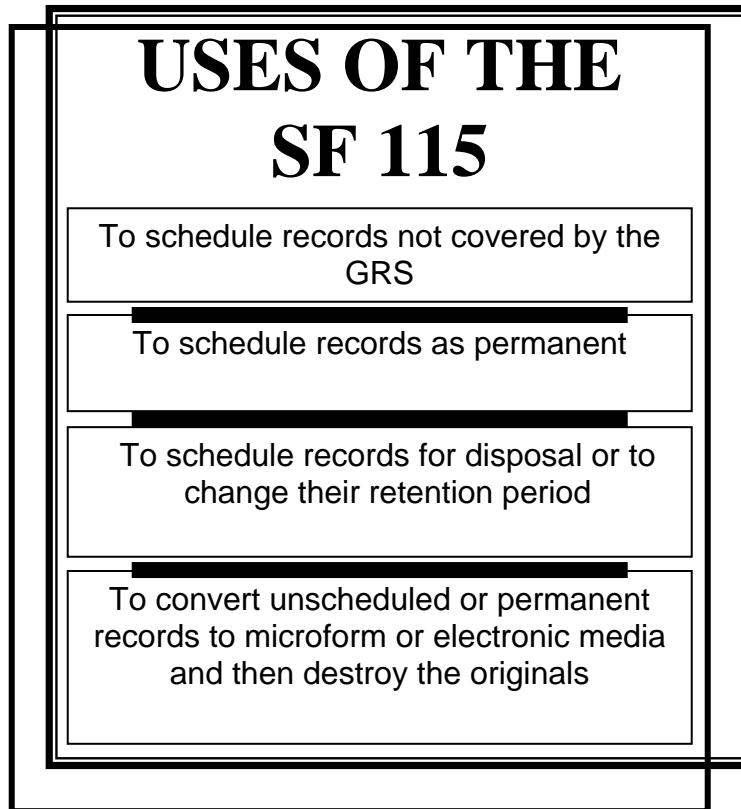 USES OF THE
SF 115
To schedule records not covered by the
GRS
To schedule records as permanent
To schedule records for disposal or to
change their retention period
To convert unscheduled or permanent
records to microform or electronic media
and then destroy the originals